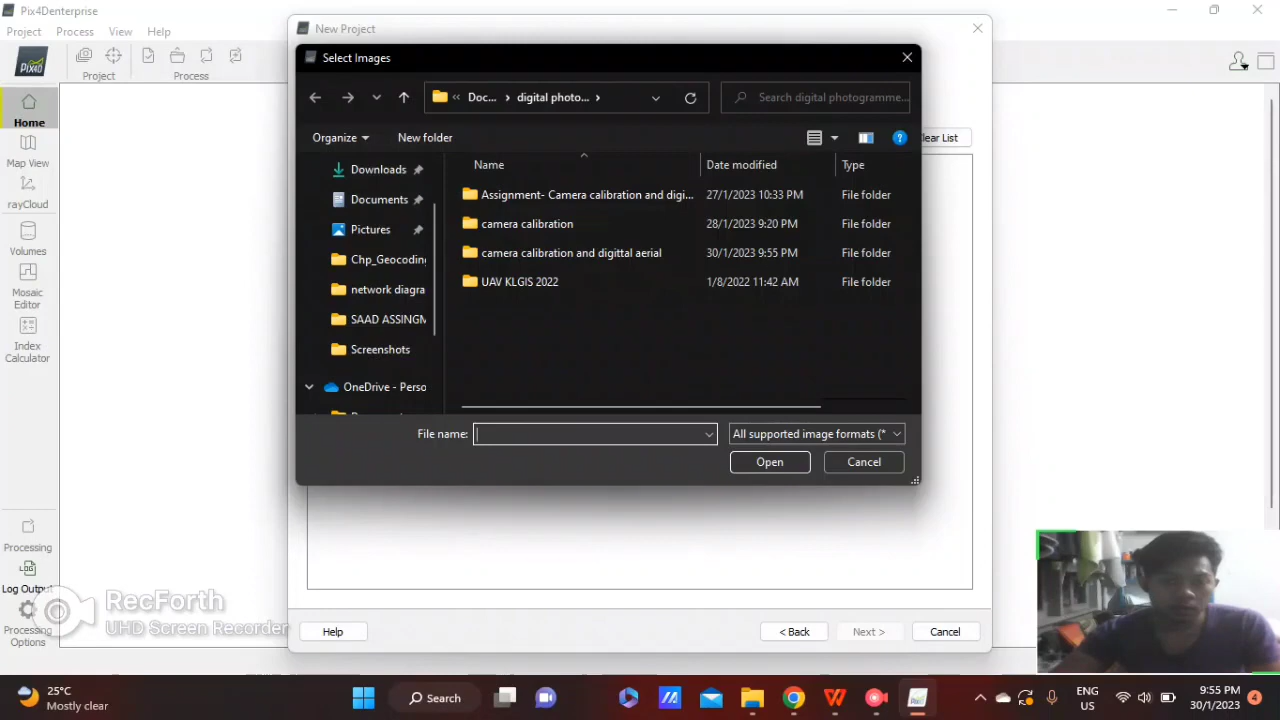 Pix4Denterprise
Project Process View Help
PIX4D
Project
Process
Home
Map View
rayCloud
Volumes
Mosaic
Editor
Index
Calculator
Processing
LOG
Log Output
Processing
Options
New Project
Select Images
« Doc... › digital photo... ›
Search digital photogramme...
Organize
New folder
?
Clear List
Downloads
Documents
Pictures
Chp_Geocoding
network diagra
SAAD ASSINGM
Screenshots
OneDrive - Perso
Name Date modified Type
Assignment- Camera calibration and digi... 27/1/2023 10:33 PM File folder
camera calibration 28/1/2023 9:20 PM File folder
camera calibration and digittal aerial 30/1/2023 9:55 PM File folder
UAV KLGIS 2022 1/8/2022 11:42 AM File folder
File name:
All supported image formats (*
Open
Cancel
Help
< Back
Next >
Cancel
RecForth
UHD Screen Recorder
25°C
Mostly clear
Search
ENG
US
9:55 PM
30/1/2023
4